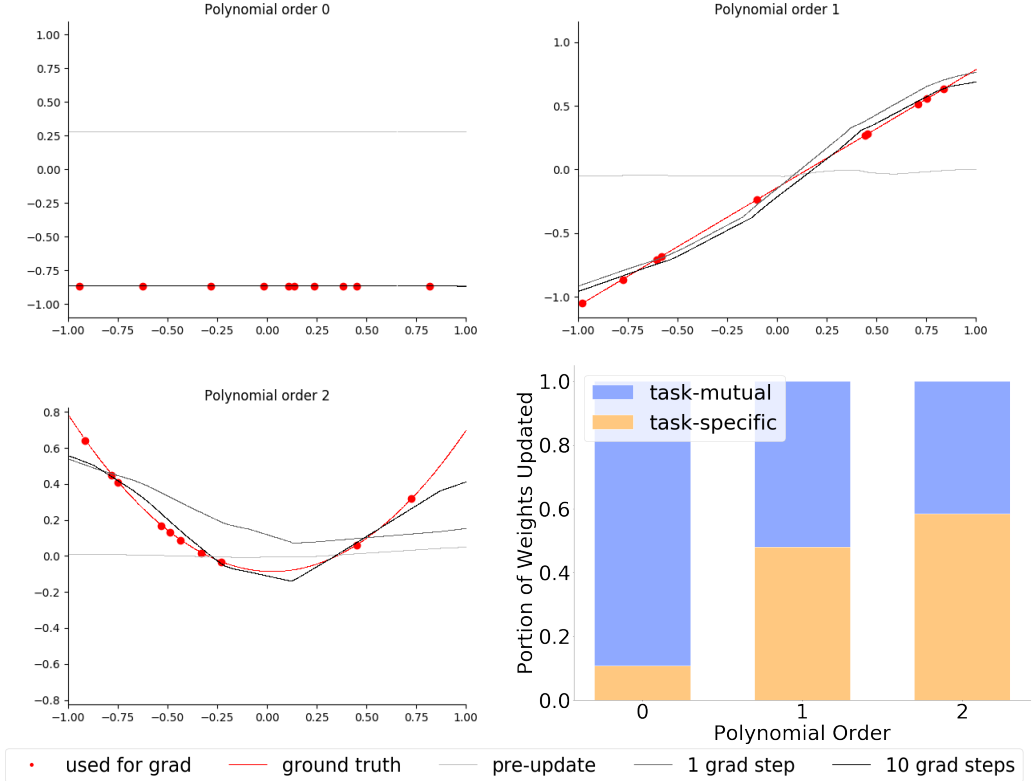 Polynomial order 0
1.00
0.75
0.50
0.25
0.00
−0.25
−0.50
−0.75
−1.00
−1.00 −0.75 −0.50 −0.25 0.00 0.25 0.50 0.75 1.00
Polynomial order 1
1.0
0.5
0.0
−0.5
−1.0
−1.00 −0.75 −0.50 −0.25 0.00 0.25 0.50 0.75 1.00
Polynomial order 2
0.8
0.6
0.4
0.2
0.0
−0.2
−0.4
−0.6
−0.8
−1.00 −0.75 −0.50 −0.25 0.00 0.25 0.50 0.75 1.00
Portion of Weights Updated
1.0
0.8
0.6
0.4
0.2
0.0
task-mutual
task-specific
0 1 2
Polynomial Order
used for grad ground truth pre-update 1 grad step 10 grad steps